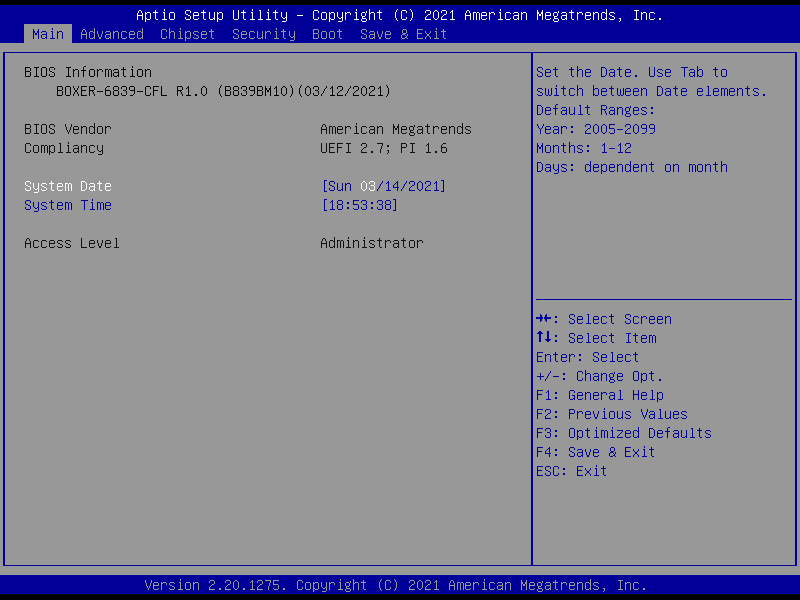 Aptio Setup Utility – Copyright (C) 2021 American Megatrends, Inc.
Main Advanced Chipset Security Boot Save & Exit
BIOS Information
BOXER-6839-CFL R1.0 (B839BM10)(03/12/2021)
BIOS Vendor American Megatrends
Compliancy UEFI 2.7; PI 1.6
System Date [Sun 03/14/2021]
System Time [18:53:38]
Access Level Administrator
Set the Date. Use Tab to
switch between Date elements.
Default Ranges:
Year: 2005-2099
Months: 1-12
Days: dependent on month
→←: Select Screen
↑↓: Select Item
Enter: Select
+/-: Change Opt.
F1: General Help
F2: Previous Values
F3: Optimized Defaults
F4: Save & Exit
ESC: Exit
Version 2.20.1275. Copyright (C) 2021 American Megatrends, Inc.